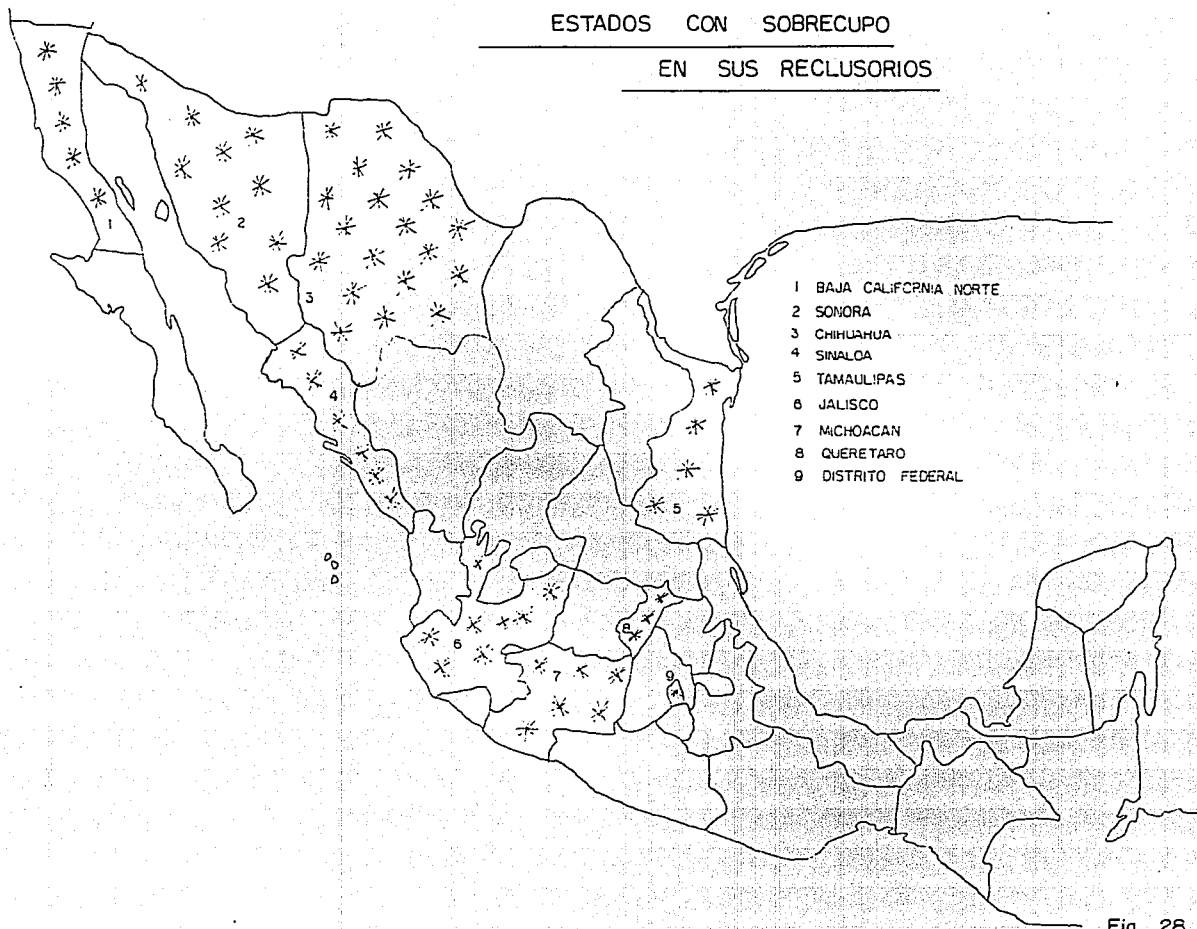 ESTADOS CON SOBRECUPO
EN SUS RECLUSORIOS
1 BAJA CALIFORNIA NORTE
2 SONORA
3 CHIHUAHUA
4 SINALOA
5 TAMAULIPAS
6 JALISCO
7 MICHOACAN
8 QUERETARO
9 DISTRITO FEDERAL
1
2
3
4
5
6
7
8
9
Fig. 28